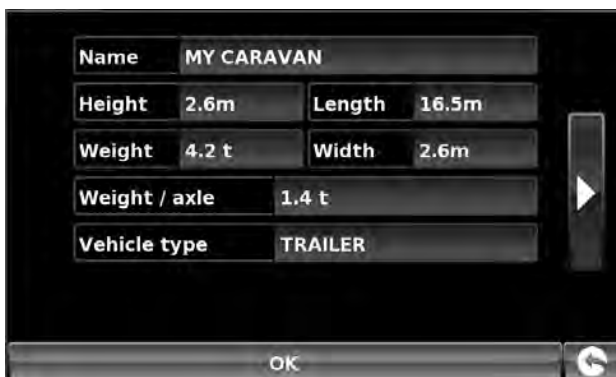 Name MY CARAVAN
Height 2.6m Length 16.5m
Weight 4.2 t Width 2.6m
Weight / axle 1.4 t
Vehicle type TRAILER
OK